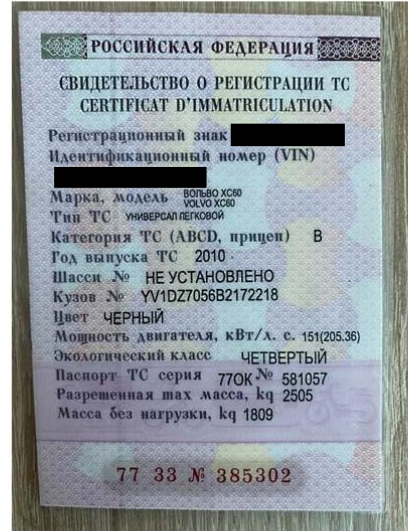 РОССИЙСКАЯ ФЕДЕРАЦИЯ
СВИДЕТЕЛЬСТВО О РЕГИСТРАЦИИ ТС
CERTIFICAT D'IMMATRICULATION
Регистрационный знак
Идентификационный номер (VIN)
Марка, модель ВОЛЬВО XC60
VOLVO XC60
Тип ТС УНИВЕРСАЛ ЛЕГКОВОЙ
Категория ТС (ABCD, прицеп) B
Год выпуска ТС 2010
Шасси № НЕ УСТАНОВЛЕНО
Кузов № YV1DZ7056B2172218
Цвет ЧЕРНЫЙ
Мощность двигателя, кВт/л. с. 151(205.36)
Экологический класс ЧЕТВЕРТЫЙ
Паспорт ТС серия 77ОК № 581057
Разрешенная max масса, kg 2505
Масса без нагрузки, kg 1809
77 33 № 385302